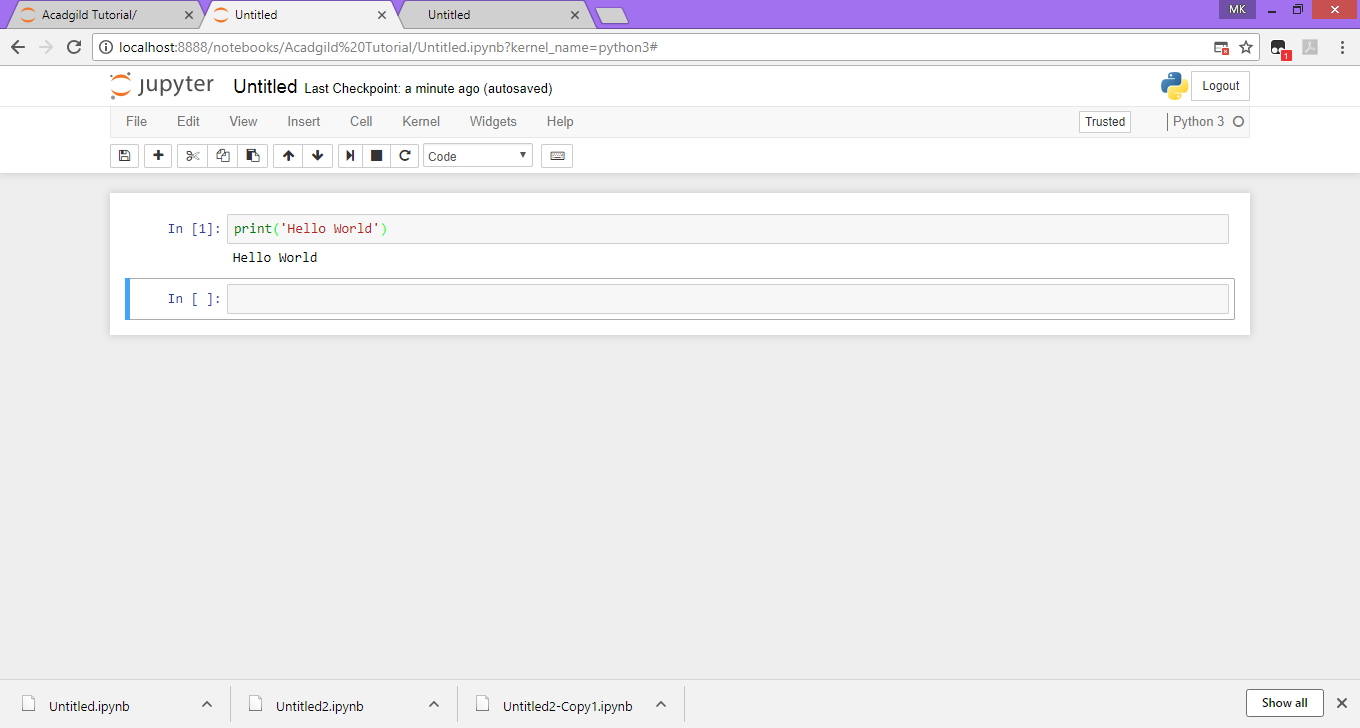 Acadgild Tutorial/
Untitled
Untitled
MK
localhost:8888/notebooks/Acadgild%20Tutorial/Untitled.ipynb?kernel_name=python3#
1
jupyter Untitled Last Checkpoint: a minute ago (autosaved)
Logout
File Edit View Insert Cell Kernel Widgets Help
Trusted
Python 3
Code
In [1]: print('Hello World')
Hello World
In [ ]:
Untitled.ipynb
Untitled2.ipynb
Untitled2-Copy1.ipynb
Show all